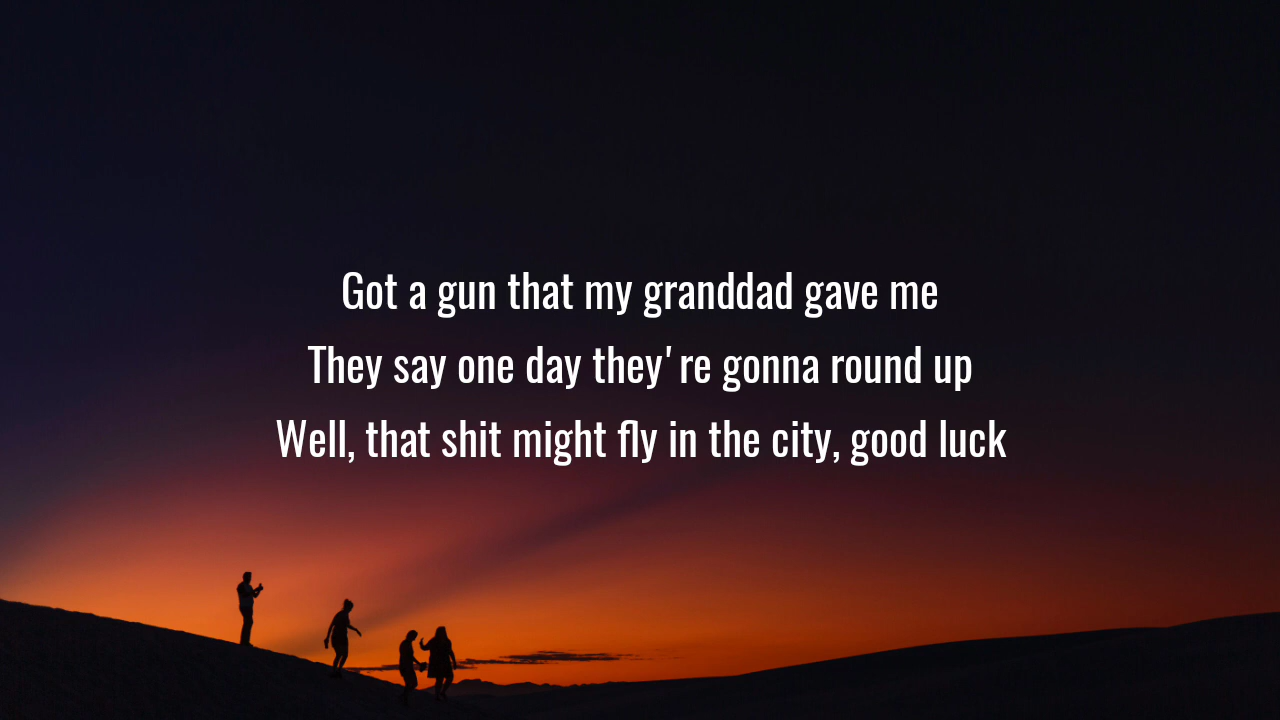 Got a gun that my granddad gave me
They say one day they're gonna round up
Well, that shit might fly in the city, good luck